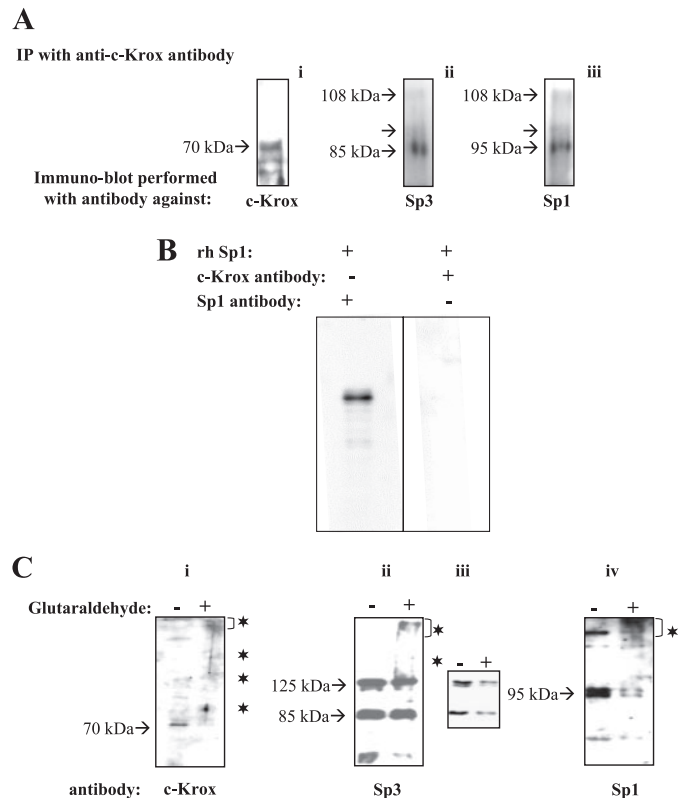 A
IP with anti-c-Krox antibody
i ii iii
108 kDa→ 108 kDa→
→ →
70 kDa→ 85 kDa→ 95 kDa→
Immuno-blot performed
with antibody against: c-Krox Sp3 Sp1
B rh Sp1: + +
c-Krox antibody: - +
Sp1 antibody: + -
C
i ii iii iv
Glutaraldehyde: - + - + - +
★ ★ ★
★ ★ - +
★
125 kDa→ 95 kDa→
★
85 kDa→
70 kDa→
antibody: c-Krox Sp3 Sp1